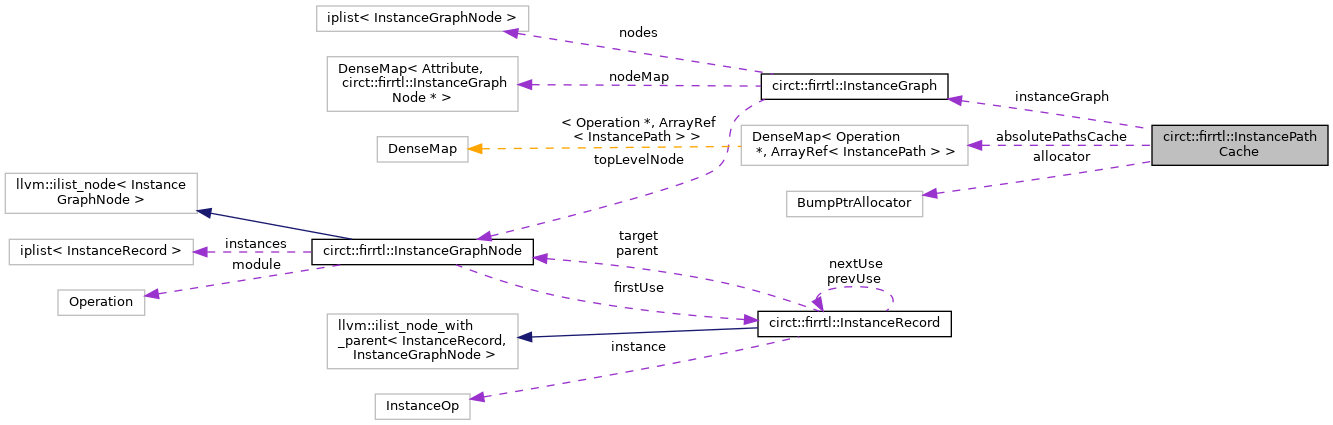 iplist< InstanceGraphNode >
nodes
DenseMap< Attribute,
circt::firrtl::InstanceGraph
Node * >
nodeMap
circt::firrtl::InstanceGraph
instanceGraph
< Operation *, ArrayRef
< InstancePath > >
DenseMap
DenseMap< Operation
*, ArrayRef< InstancePath > >
absolutePathsCache
circt::firrtl::InstancePath
Cache
topLevelNode
allocator
BumpPtrAllocator
llvm::ilist_node< Instance
GraphNode >
iplist< InstanceRecord >
instances
circt::firrtl::InstanceGraphNode
target
parent
module
Operation
firstUse
nextUse
prevUse
circt::firrtl::InstanceRecord
llvm::ilist_node_with
_parent< InstanceRecord,
InstanceGraphNode >
instance
InstanceOp